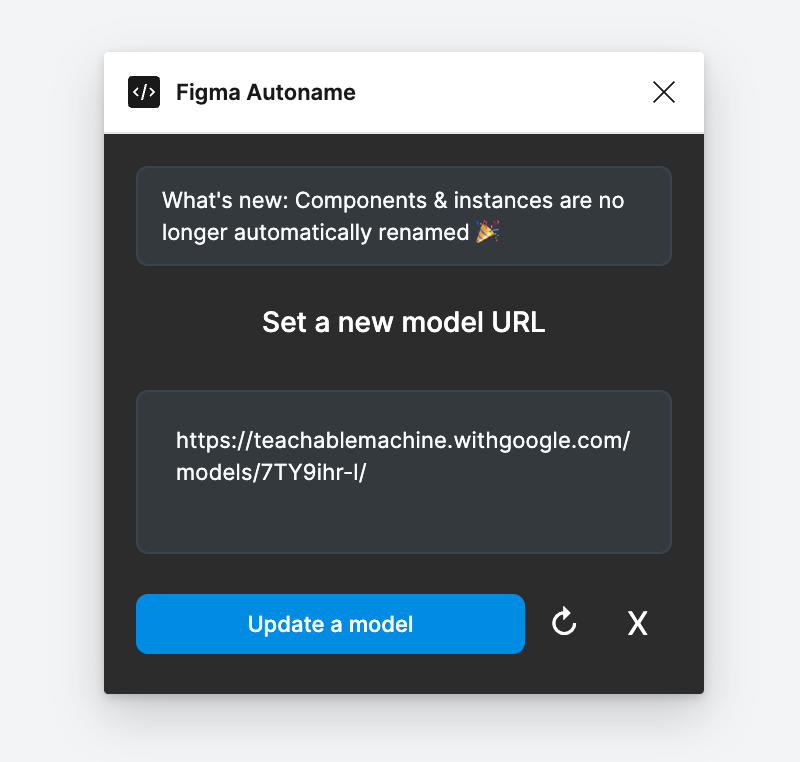 </> Figma Autoname
What's new: Components & instances are no
longer automatically renamed 🎉
Set a new model URL
https://teachablemachine.withgoogle.com/
models/7TY9ihr-l/
Update a model
X